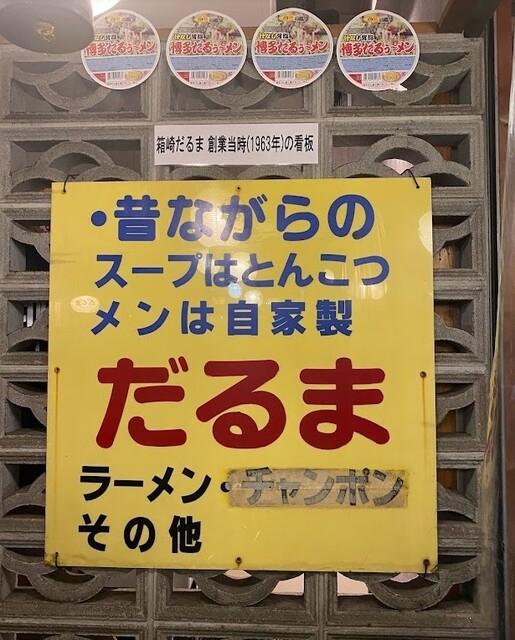 博多だるまラーメン
博多だるまラーメン
博多だるまラーメン
博多だるまラーメン
箱崎だるま 創業当時(1963年)の看板
・昔ながらの
スープはとんこつ
メンは自家製
だるま
ラーメン・チャンポン
その他